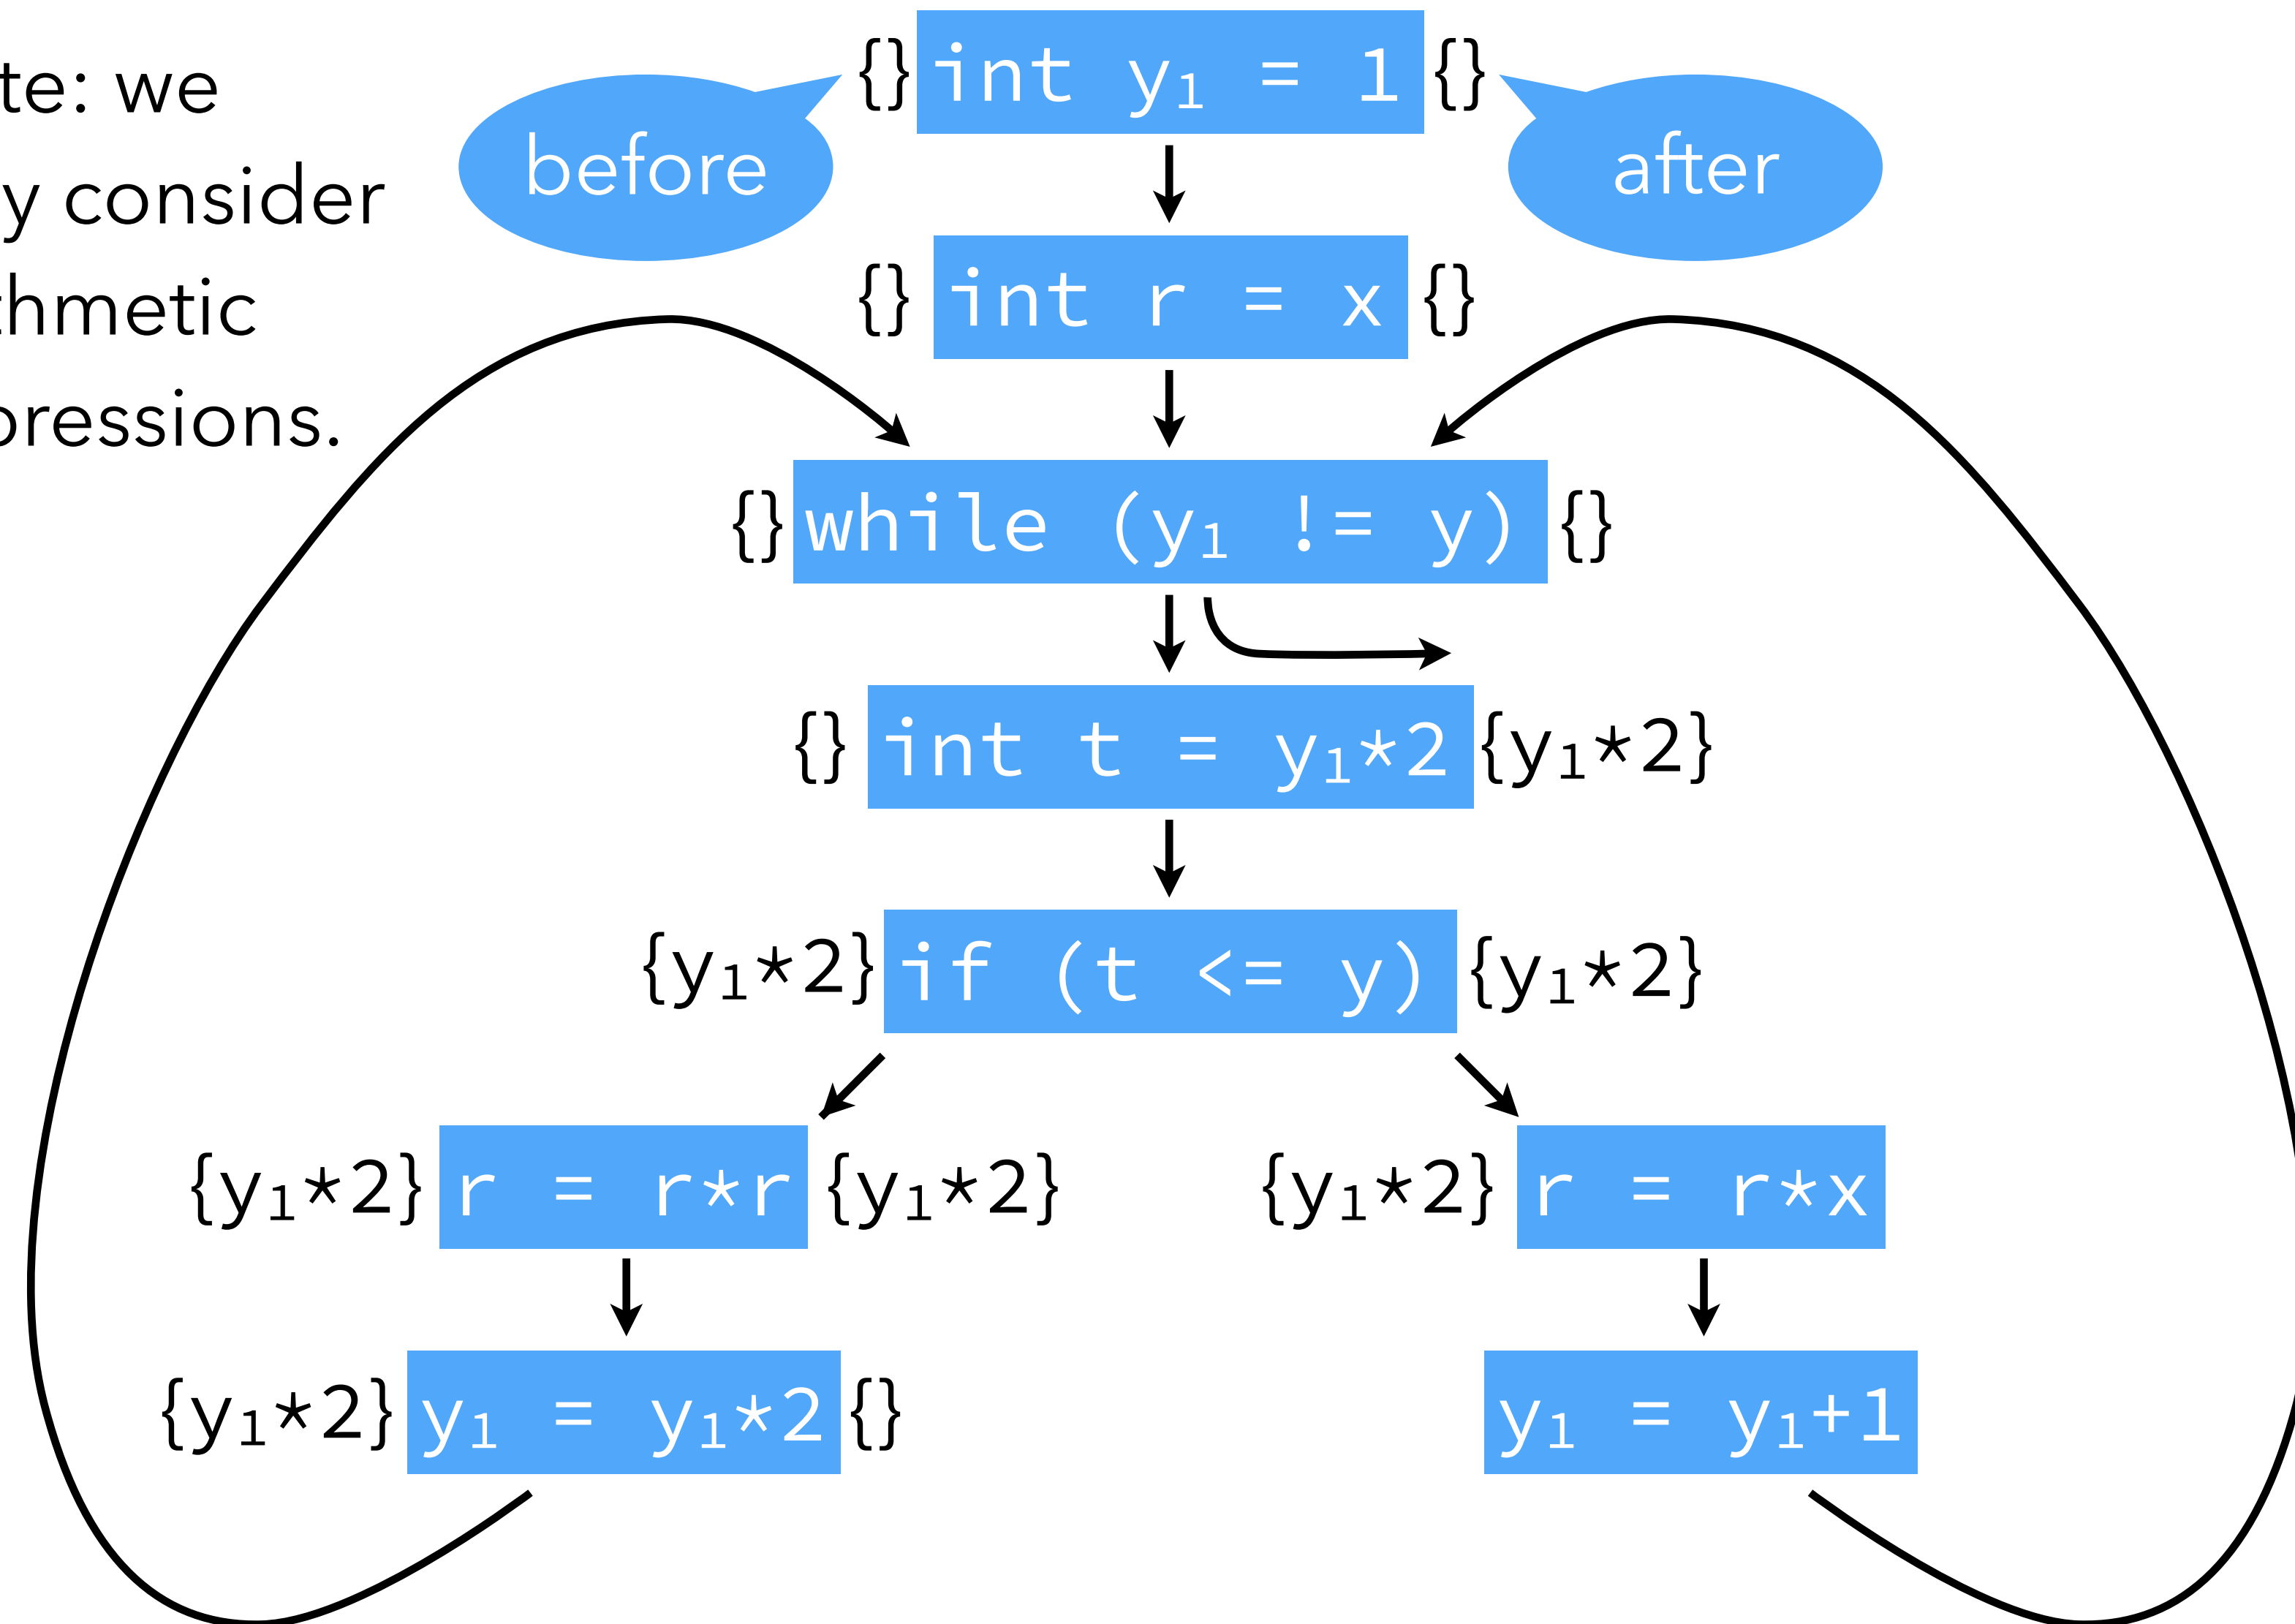 te: we
y consider
hmetic
pressions.
before
after
{} int y₁ = 1 {}
{} int r = x {}
{} while (y₁ != y) {}
{} int t = y₁*2 {y₁*2}
{y₁*2} if (t <= y) {y₁*2}
{y₁*2} r = r*r {y₁*2} {y₁*2} r = r*x
{y₁*2} y₁ = y₁*2 {} y₁ = y₁+1